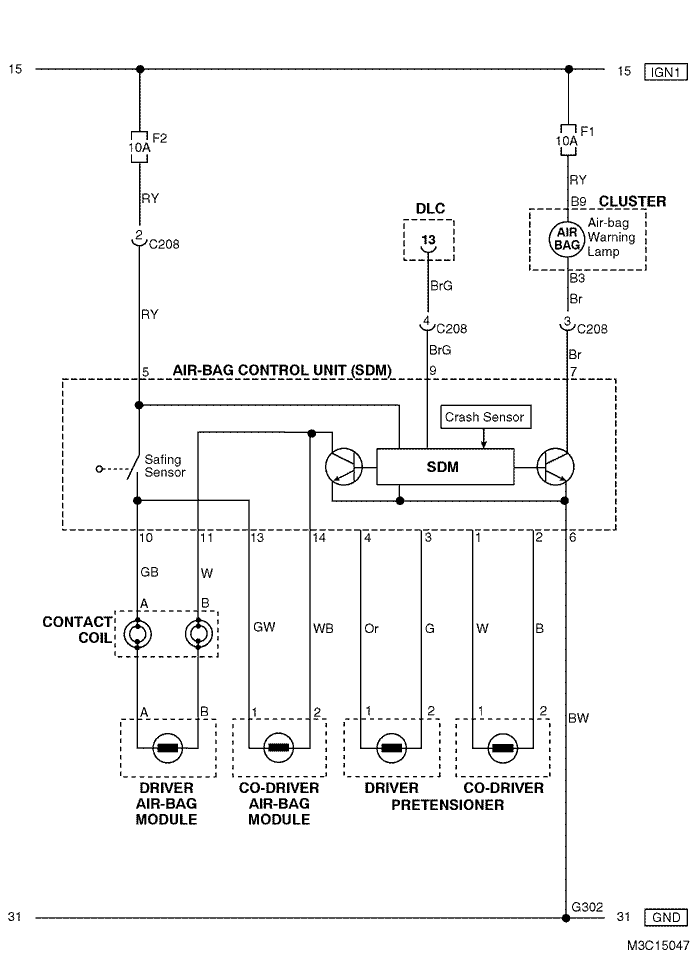 15
15 IGN1
F2
10A
F1
10A
RY
RY
B9 CLUSTER
DLC
13
AIR
BAG
Air-bag
Warning
Lamp
2
C208
BrG
B3
Br
RY
4
C208
3
C208
BrG
Br
5
AIR-BAG CONTROL UNIT (SDM)
9
7
Crash Sensor
Safing
Sensor
SDM
10
11
13
14
4
3
1
2
6
GB
W
A
B
CONTACT
COIL
GW
WB
Or
G
W
B
A
B
1
2
1
2
1
2
BW
DRIVER
AIR-BAG
MODULE
CO-DRIVER
AIR-BAG
MODULE
DRIVER
CO-DRIVER
PRETENSIONER
G302
31
31 GND
M3C15047